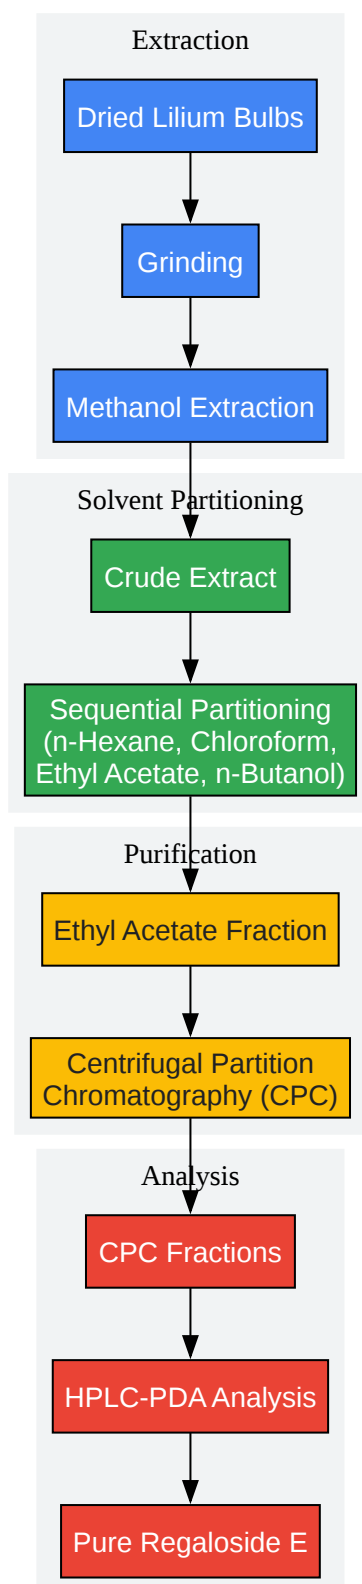 Extraction
Dried Lilium Bulbs
Grinding
Methanol Extraction
Solvent Partitioning
Crude Extract
Sequential Partitioning
(n-Hexane, Chloroform,
Ethyl Acetate, n-Butanol)
Purification
Ethyl Acetate Fraction
Centrifugal Partition
Chromatography (CPC)
Analysis
CPC Fractions
HPLC-PDA Analysis
Pure Regaloside E